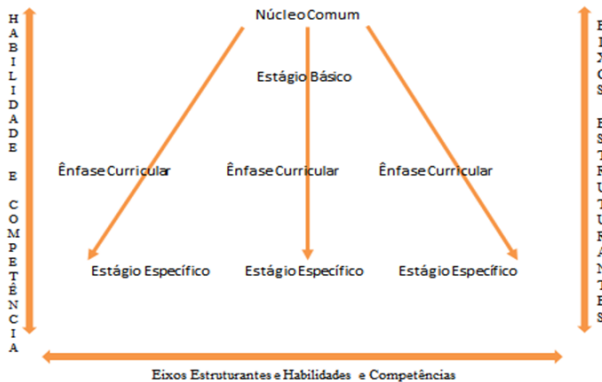 HABILIDADE E COMPETÊNCIA
Núcleo Comum
Estágio Básico
Ênfase Curricular
Ênfase Curricular
Ênfase Curricular
Estágio Específico
Estágio Específico
Estágio Específico
EIXOS ESTRUTURANTES
Eixos Estruturantes e Habilidades e Competências